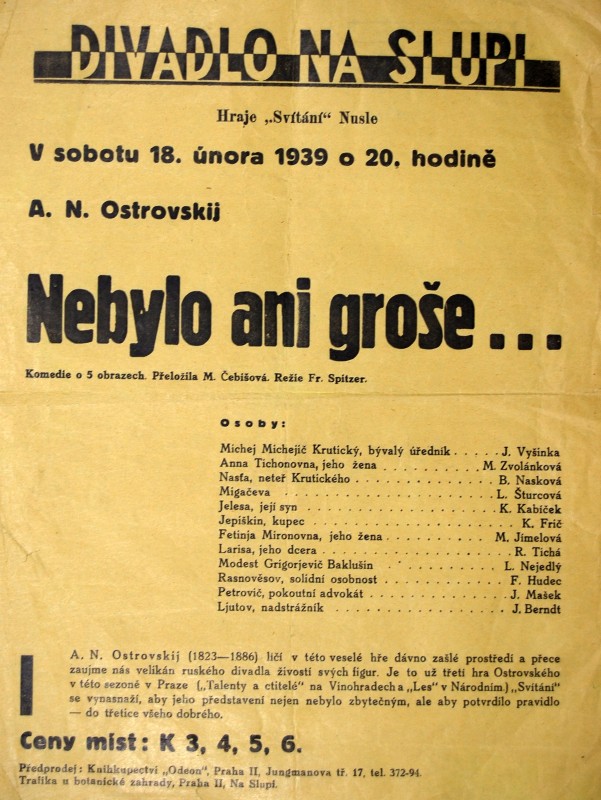 DIVADLO NA SLUPI
Hraje „Svítání" Nusle
V sobotu 18. února 1939 o 20. hodině
A. N. Ostrovskij
Nebylo ani groše...
Komedie o 5 obrazech. Přeložila M. Čebišová. Režie Fr. Spitzer.
Osoby:
Michej Michejič Krutický, bývalý úředník . . . . . J. Vyšinka
Anna Tichonovna, jeho žena . . . . . . . . . . M. Zvolánková
Nasťa, neteř Krutického . . . . . . . . . . . . . . B. Nasková
Migačeva . . . . . . . . . . . . . . . . . . . . . L. Šturcová
Jelesa, její syn . . . . . . . . . . . . . . . . . . . K. Kabíček
Jepiškin, kupec . . . . . . . . . . . . . . . . . . . . . K. Frič
Fetinja Mironovna, jeho žena . . . . . . . . . . M. Jímelová
Larisa, jeho dcera . . . . . . . . . . . . . . . . . . R. Tichá
Modest Grigorjevič Baklušin . . . . . . . . . . L. Nejedlý
Rasnověsov, solidní osobnost . . . . . . . . . . . F. Hudec
Petrovič, pokoutní advokát . . . . . . . . . . . . . J. Mašek
Ljutov, nadstrážník . . . . . . . . . . . . . . . . . J. Berndt
A. N. Ostrovskij (1823—1886) líčí v této veselé hře dávno zašlé prostředí a přece
zaujme nás velikán ruského divadla živostí svých figur. Je to už třetí hra Ostrovského
v této sezoně v Praze („Talenty a ctitelé" na Vinohradech a „Les" v Národním.) „Svítání"
se vynasnaží, aby jeho představení nejen nebylo zbytečným, ale aby potvrdilo pravidlo
— do třetice všeho dobrého.
Ceny míst: K 3, 4, 5, 6.
Předprodej: Knihkupectví „Odeon", Praha II, Jungmanova tř. 17, tel. 372-94.
Trafika u botanické zahrady, Praha II, Na Slupi.